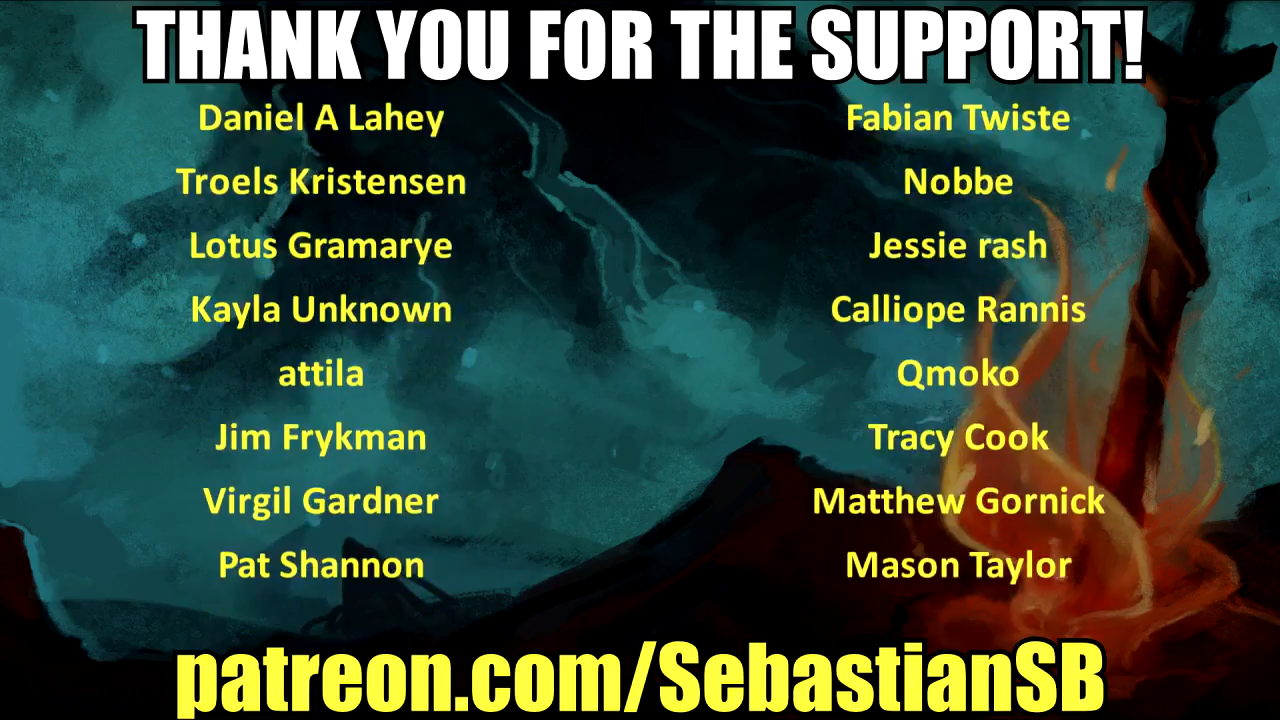 THANK YOU FOR THE SUPPORT!
Daniel A Lahey
Troels Kristensen
Lotus Gramarye
Kayla Unknown
attila
Jim Frykman
Virgil Gardner
Pat Shannon
Fabian Twiste
Nobbe
Jessie rash
Calliope Rannis
Qmoko
Tracy Cook
Matthew Gornick
Mason Taylor
patreon.com/SebastianSB